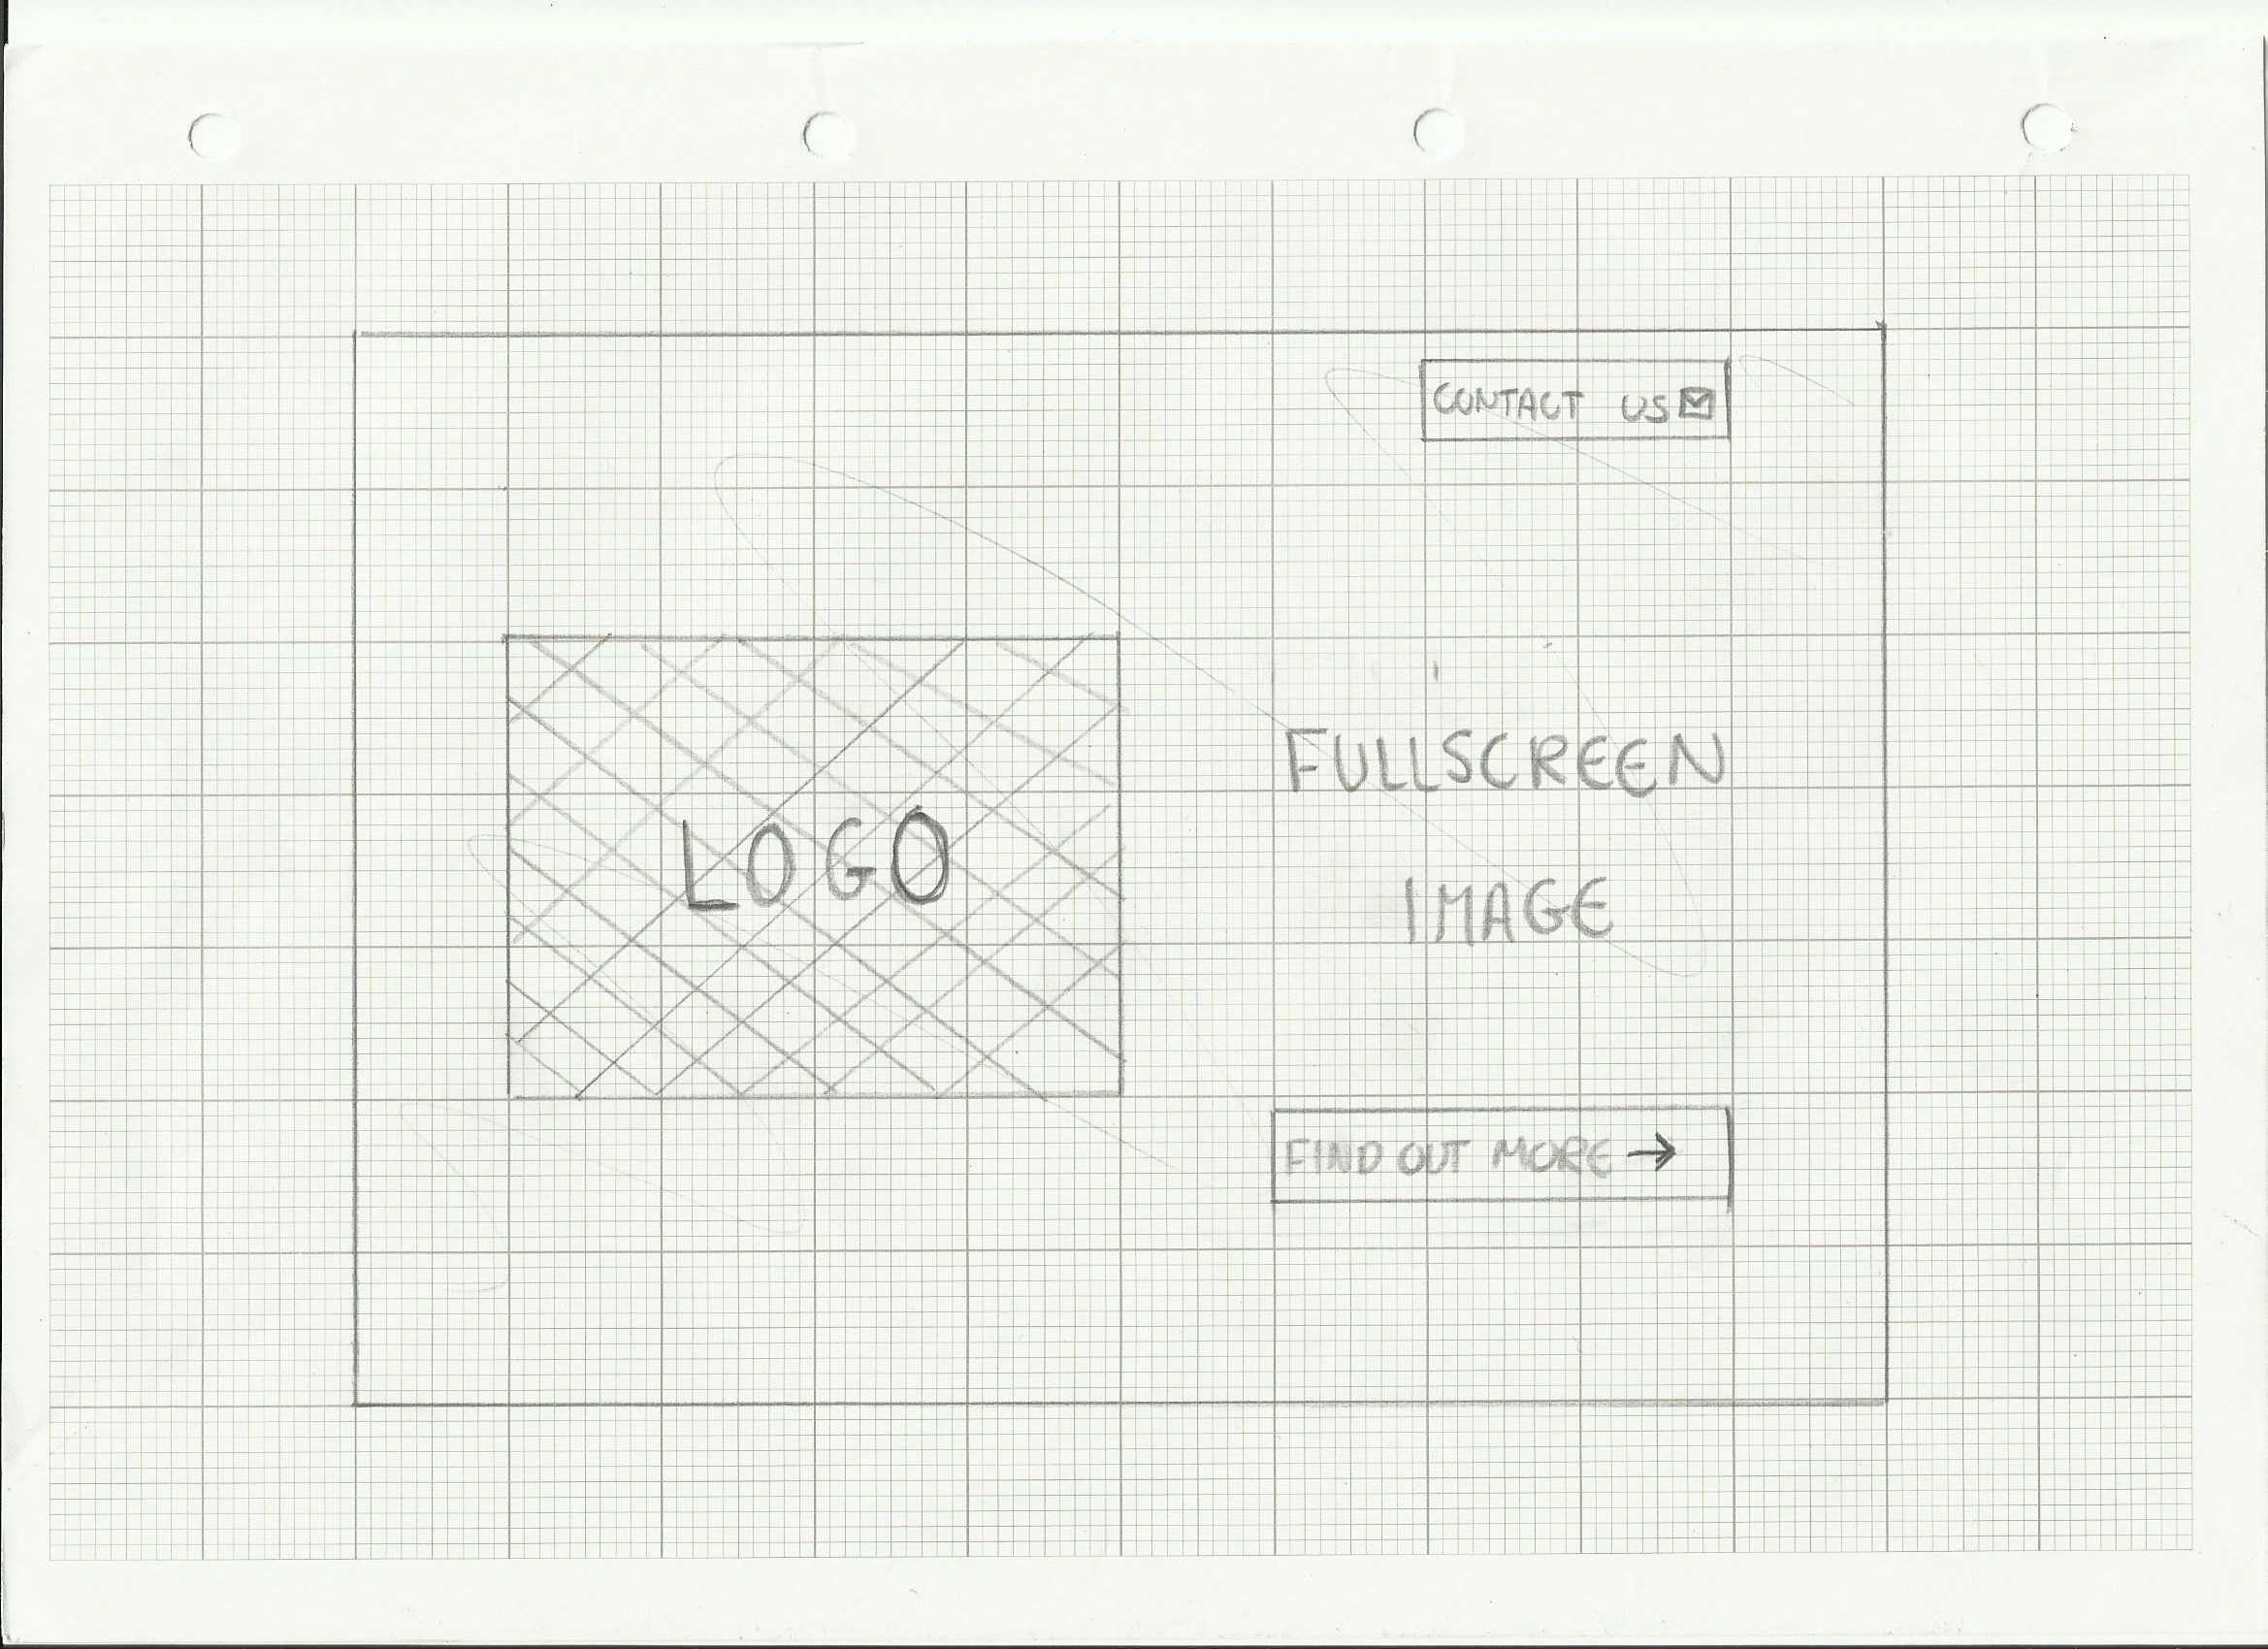 CONTACT US
FULLSCREEN
IMAGE
LOGO
FIND OUT MORE →